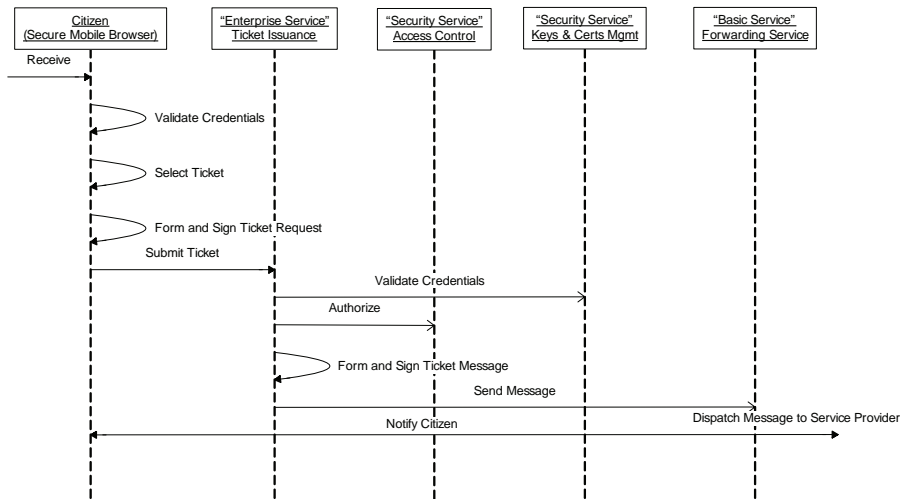 Citizen
(Secure Mobile Browser)
“Enterprise Service”
Ticket Issuance
“Security Service”
Access Control
“Security Service”
Keys & Certs Mgmt
“Basic Service”
Forwarding Service
Receive
Validate Credentials
Select Ticket
Form and Sign Ticket Request
Submit Ticket
Validate Credentials
Authorize
Form and Sign Ticket Message
Send Message
Dispatch Message to Service Provider
Notify Citizen